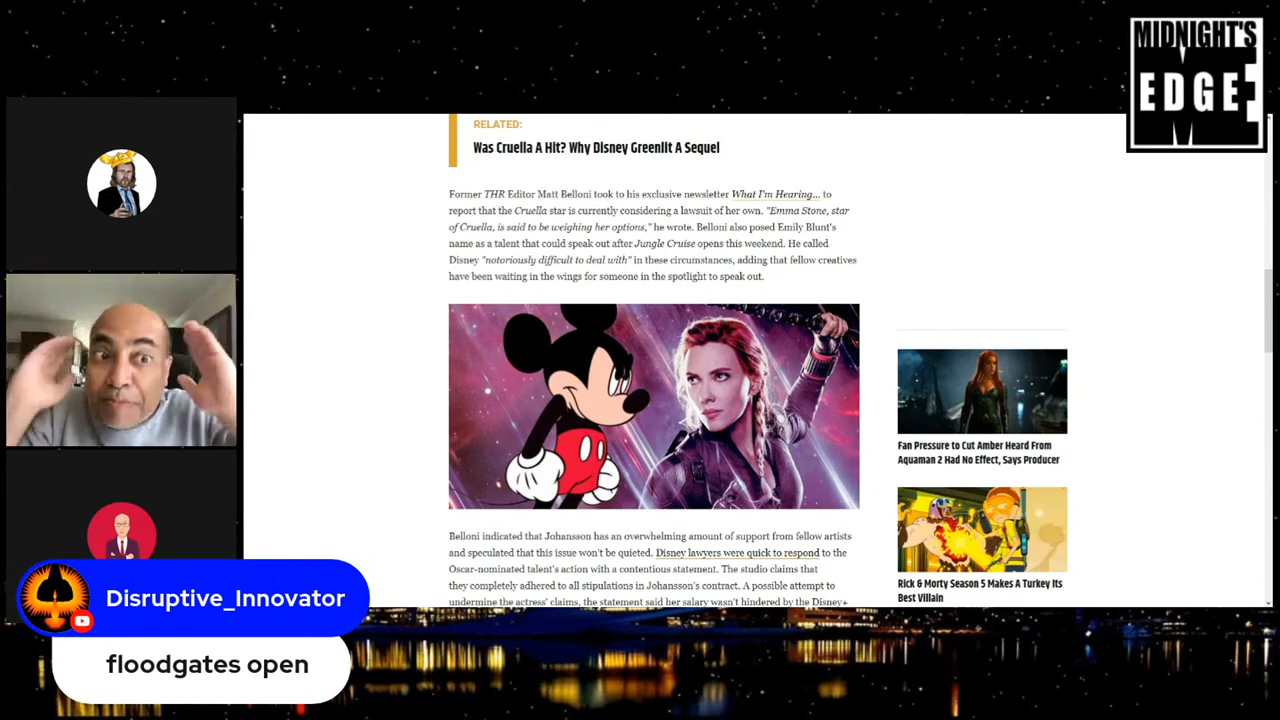 MIDNIGHT'S
EDGE
RELATED:
Was Cruella A Hit? Why Disney Greenlit A Sequel
Former THR Editor Matt Belloni took to his exclusive newsletter What I'm Hearing... to
report that the Cruella star is currently considering a lawsuit of her own. "Emma Stone, star
of Cruella, is said to be weighing her options," he wrote. Belloni also posed Emily Blunt's
name as a talent that could speak out after Jungle Cruise opens this weekend. He called
Disney "notoriously difficult to deal with" in these circumstances, adding that fellow creatives
have been waiting in the wings for someone in the spotlight to speak out.
Fan Pressure to Cut Amber Heard From
Aquaman 2 Had No Effect, Says Producer
Belloni indicated that Johansson has an overwhelming amount of support from fellow artists
and speculated that this issue won't be quieted. Disney lawyers were quick to respond to the
Oscar-nominated talent's action with a contentious statement. The studio claims that
they completely adhered to all stipulations in Johansson's contract. A possible attempt to
undermine the actress' claims, the statement said her salary wasn't hindered by the Disney+
Rick & Morty Season 5 Makes A Turkey Its
Best Villain
Disruptive_Innovator
floodgates open